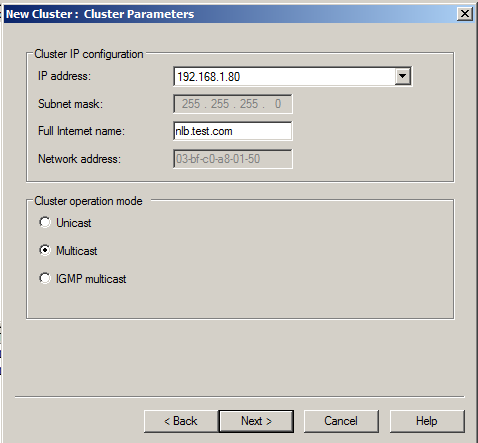 New Cluster : Cluster Parameters
Cluster IP configuration
IP address: 192.168.1.80
Subnet mask: 255 . 255 . 255 . 0
Full Internet name: nlb.test.com
Network address: 03-bf-c0-a8-01-50
Cluster operation mode
Unicast
Multicast
IGMP multicast
< Back Next > Cancel Help